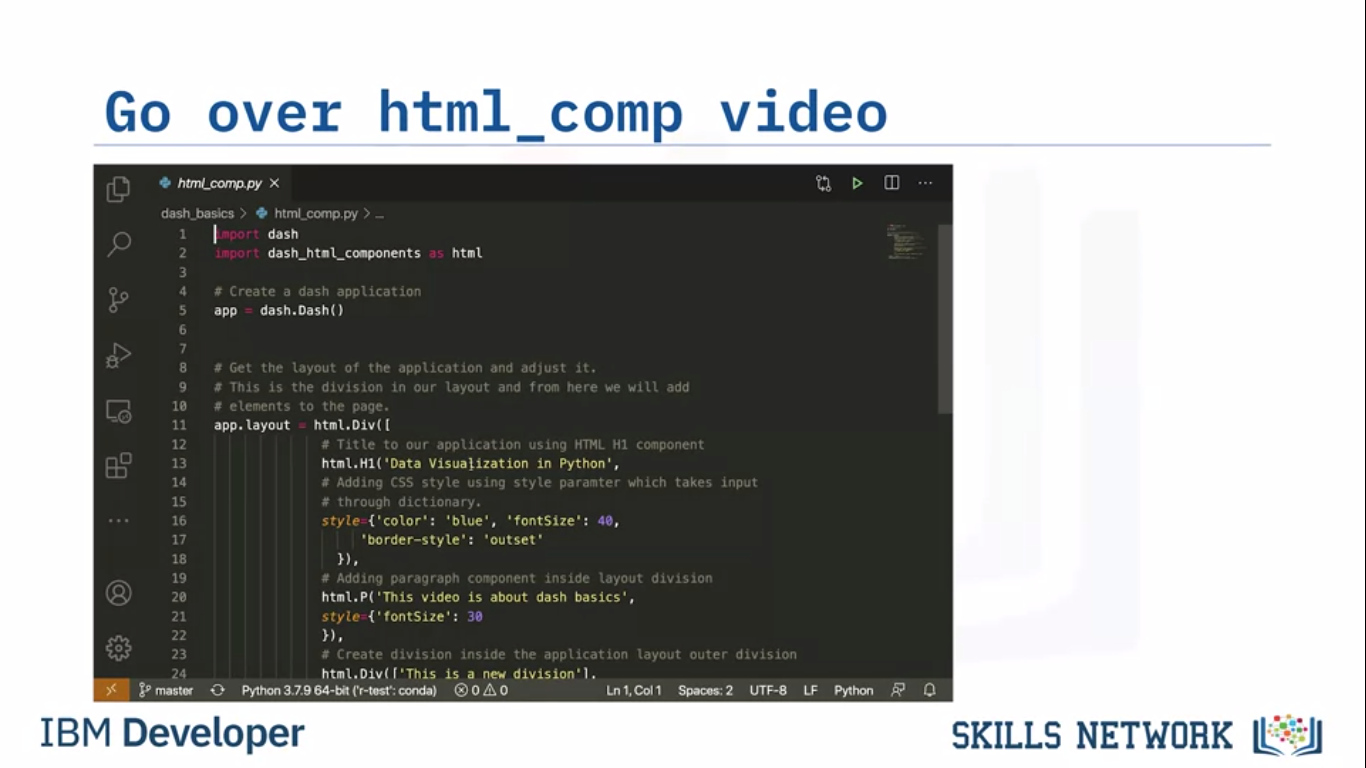 Go over html_comp video
html_comp.py
dash_basics > html_comp.py > ...
1 import dash
2 import dash_html_components as html
3
4 # Create a dash application
5 app = dash.Dash()
6
7
8 # Get the layout of the application and adjust it.
9 # This is the division in our layout and from here we will add
10 # elements to the page.
11 app.layout = html.Div([
12 # Title to our application using HTML H1 component
13 html.H1('Data Visualization in Python',
14 # Adding CSS style using style paramter which takes input
15 # through dictionary.
16 style={'color': 'blue', 'fontSize': 40,
17 'border-style': 'outset'
18 }),
19 # Adding paragraph component inside layout division
20 html.P('This video is about dash basics',
21 style={'fontSize': 30
22 }),
23 # Create division inside the application layout outer division
24 html.Div(['This is a new division'],
master Python 3.7.9 64-bit ('r-test': conda) 0 0 Ln 1, Col 1 Spaces: 2 UTF-8 LF Python
IBM Developer
SKILLS NETWORK